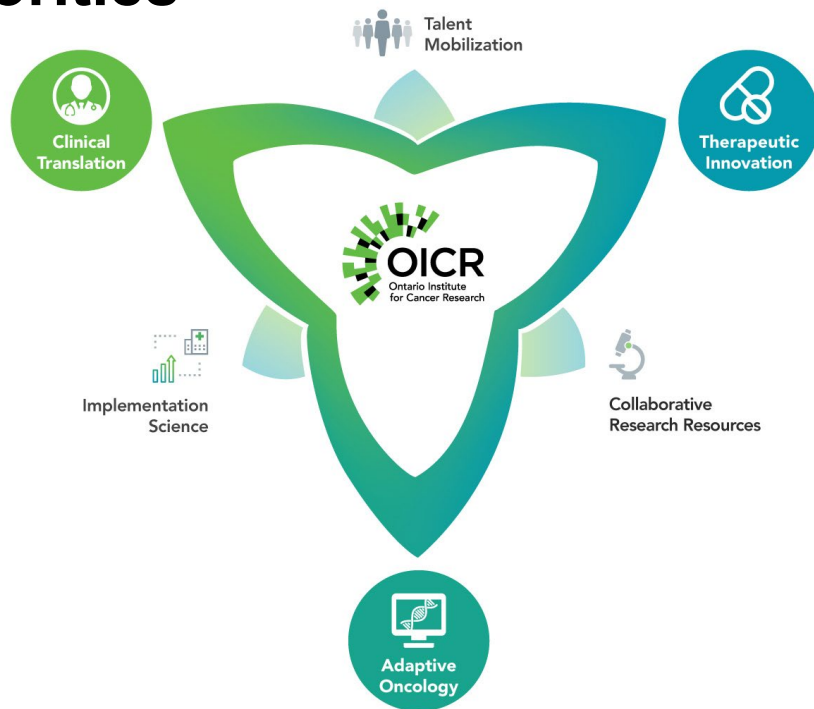 Talent
Mobilization
Clinical
Translation
Therapeutic
Innovation
OICR
Ontario Institute
for Cancer Research
Implementation
Science
Collaborative
Research Resources
Adaptive
Oncology